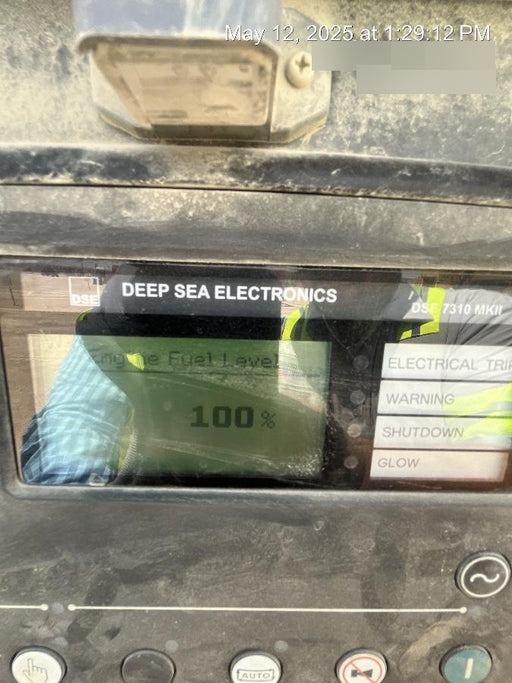 May 12, 2025 at 1:29:12 PM
DSE
DEEP SEA ELECTRONICS
DSE 7310 MKII
Engine Fuel Level
100 %
ELECTRICAL TRIP
WARNING
SHUTDOWN
GLOW
AUTO
I